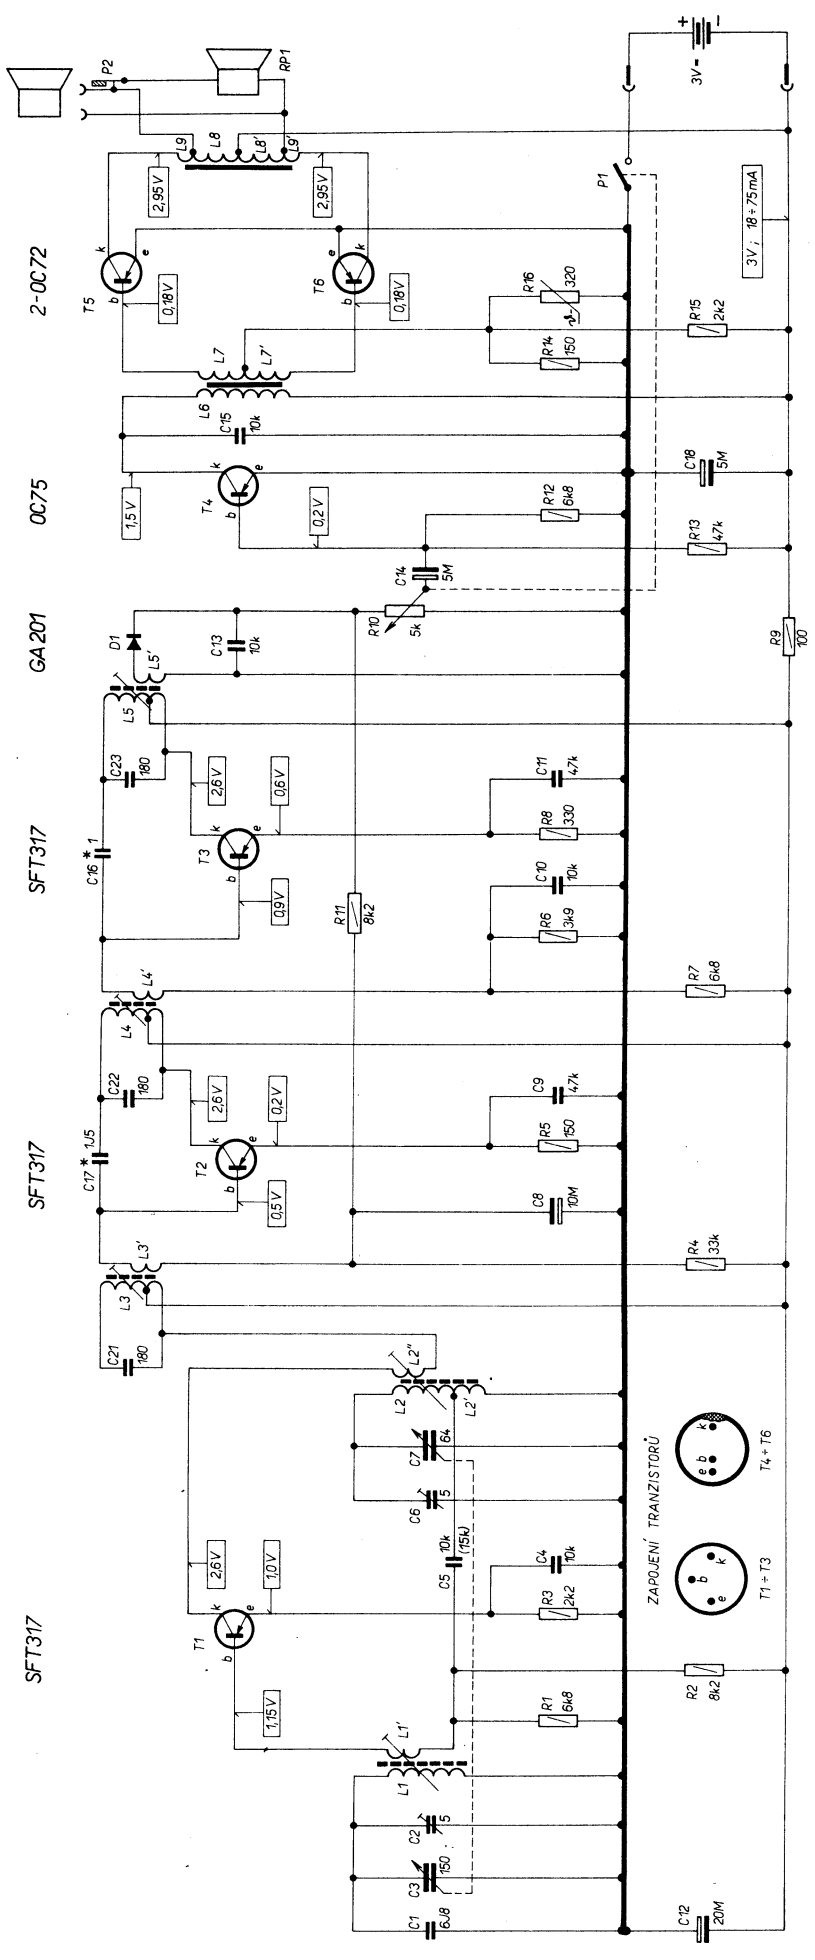 SFT317
SFT317
SFT317
GA201
OC75
2-OC72
C1
6J8
C3
150
C2
5
L1
L1'
1,15V
b
T1
k
e
2,6V
1,0V
R1
6k8
R2
8k2
R3
2k2
C4
10k
C5
10k
(15k)
C6
5
C7
64
L2
L2'
L2"
C21
180
L3
L3'
R4
33k
C8
10M
C17*
1J5
0,5V
b
T2
k
e
2,6V
0,2V
R5
150
C9
47k
C22
180
L4
L4'
R7
6k8
R6
3k9
C10
10k
R11
8k2
C16*
1
0,9V
b
T3
k
e
2,6V
0,6V
R8
330
C11
47k
C23
180
L5
L5'
D1
C13
10k
R10
5k
R9
100
C14
5M
R13
47k
R12
6k8
0,2V
b
T4
k
e
1,5V
C18
5M
C15
10k
L6
L7
L7'
R14
150
R16
320
ϑ-
R15
2k2
T5
b
k
e
0,18V
T6
b
e
k
0,18V
2,95V
2,95V
L9
L8
L8'
L9'
P2
RP1
P1
3V=
+
-
3V; 18÷75mA
C12
20M
ZAPOJENÍ TRANZISTORŮ
e
b
k
T1÷T3
e
b
k
T4÷T6